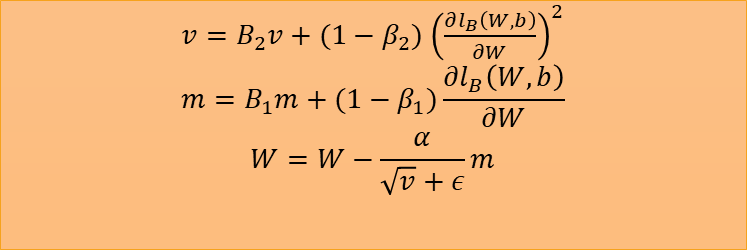 v = B₂v + (1 − β₂) (∂l_B(W,b)/∂W)²
m = B₁m + (1 − β₁) ∂l_B(W,b)/∂W
W = W − α/(√v + ϵ) m